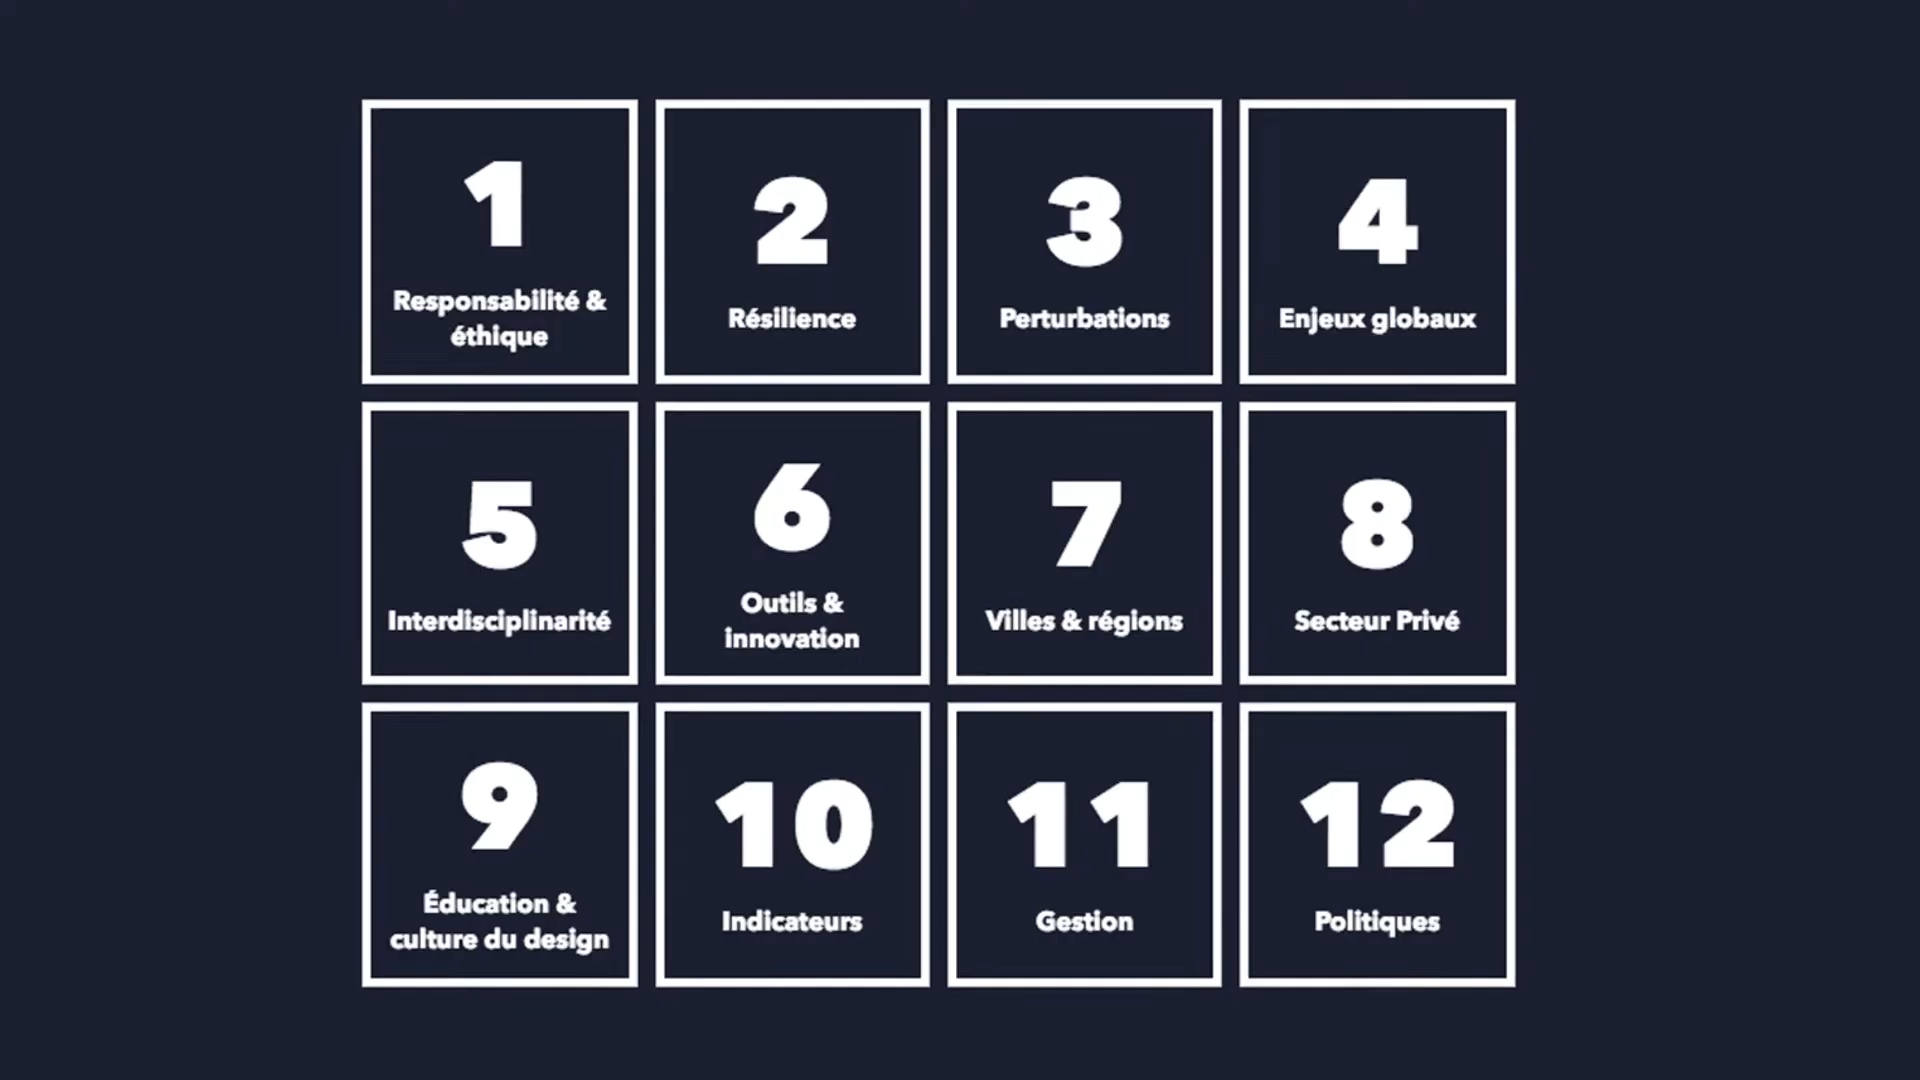 1
Responsabilité &
éthique
2
Résilience
3
Perturbations
4
Enjeux globaux
5
Interdisciplinarité
6
Outils &
innovation
7
Villes & régions
8
Secteur Privé
9
Éducation &
culture du design
10
Indicateurs
11
Gestion
12
Politiques